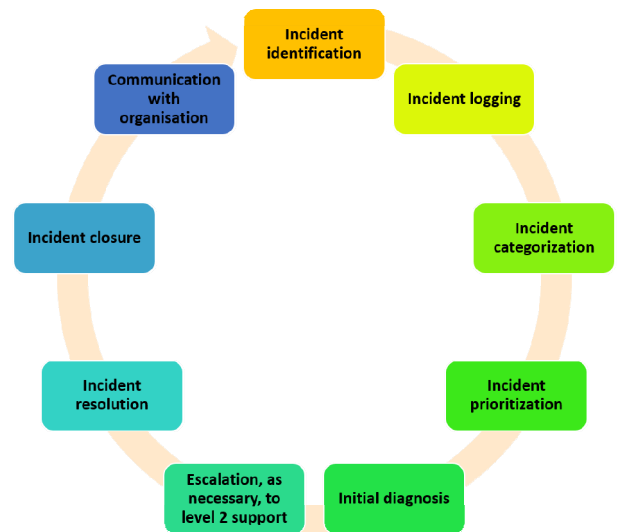 Incident
identification
Incident logging
Incident
categorization
Incident
prioritization
Initial diagnosis
Escalation, as
necessary, to
level 2 support
Incident
resolution
Incident closure
Communication
with
organisation